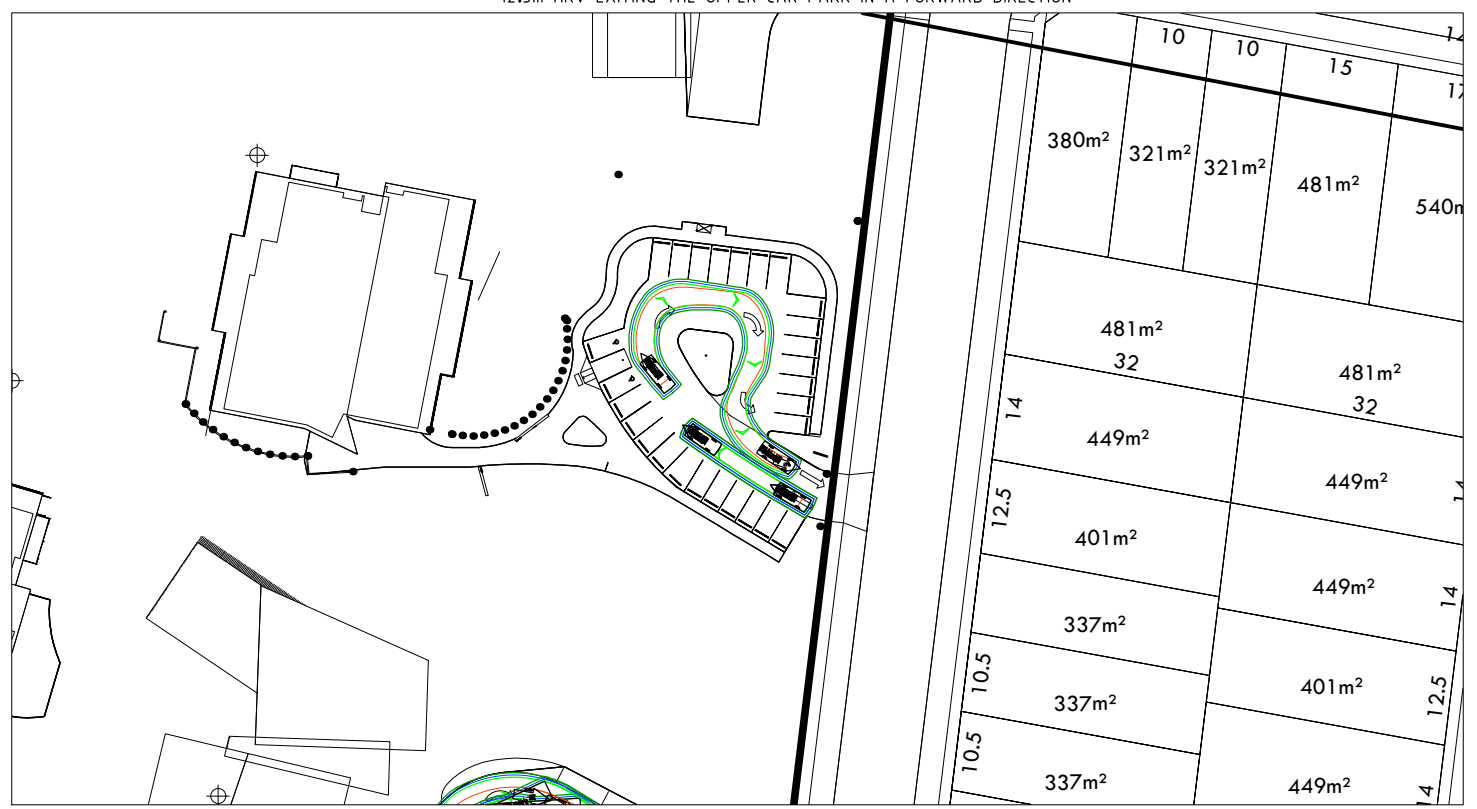 12.5m HRV EXITING THE UPPER CAR PARK IN A FORWARD DIRECTION
10
10
15
380m²
321m²
321m²
481m²
481m²
32
481m²
32
14
449m²
449m²
12.5
401m²
449m²
14
337m²
10.5
337m²
401m²
12.5
10.5
337m²
449m²
14